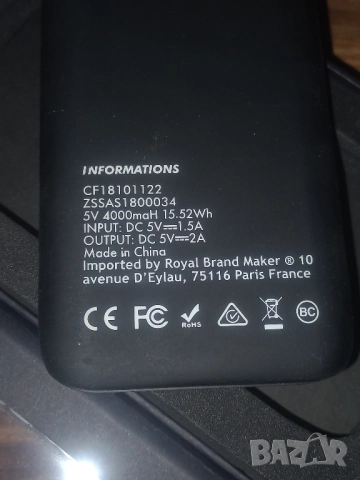 INFORMATIONS
CF18101122
ZSSAS1800034
5V 4000maH 15.52Wh
INPUT: DC 5V⎓1.5A
OUTPUT: DC 5V⎓2A
Made in China
Imported by Royal Brand Maker ® 10
avenue D'Eylau, 75116 Paris France
CE FC RoHS BC
BAZAR